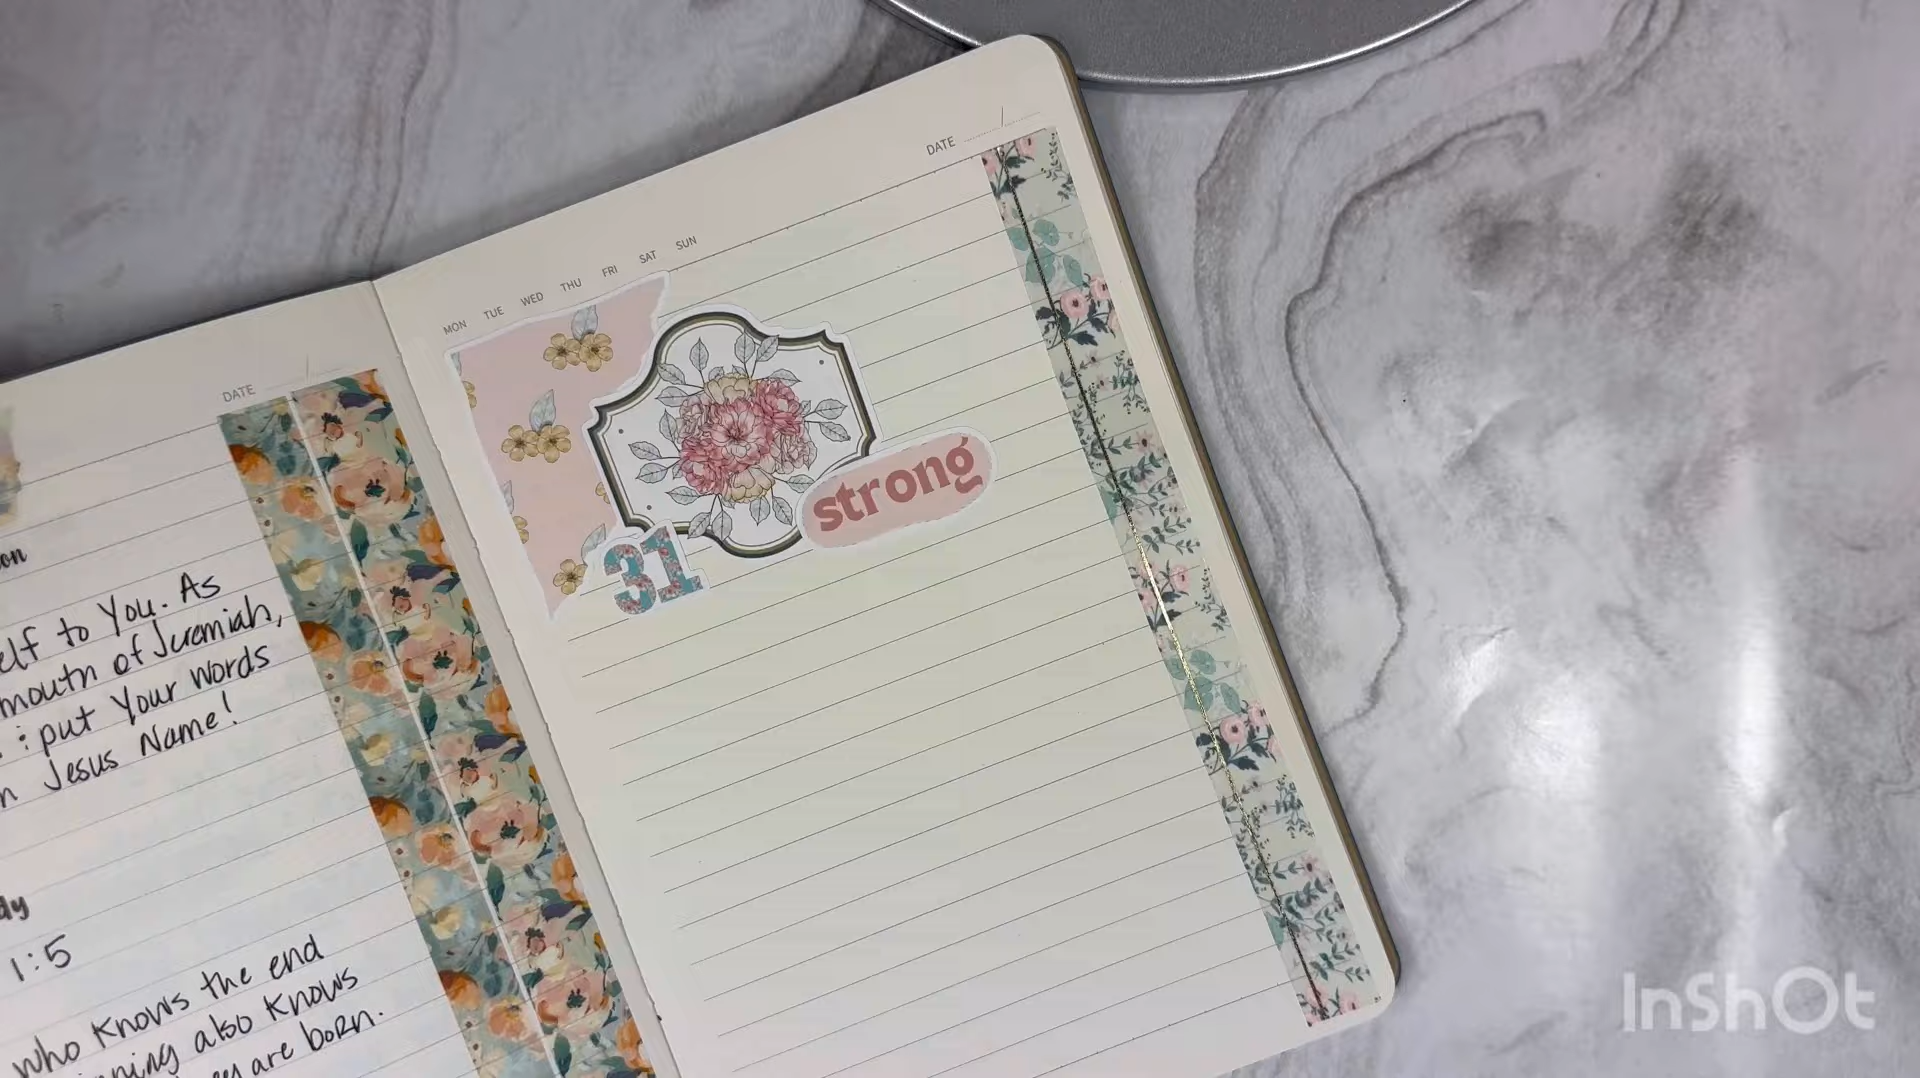 DATE
on
elf to You. As
mouth of Jeremiah,
: put Your words
Jesus Name!
1:5
who knows the end
also knows
are born.
DATE
MON TUE WED THU FRI SAT SUN
strong
31
InShOt